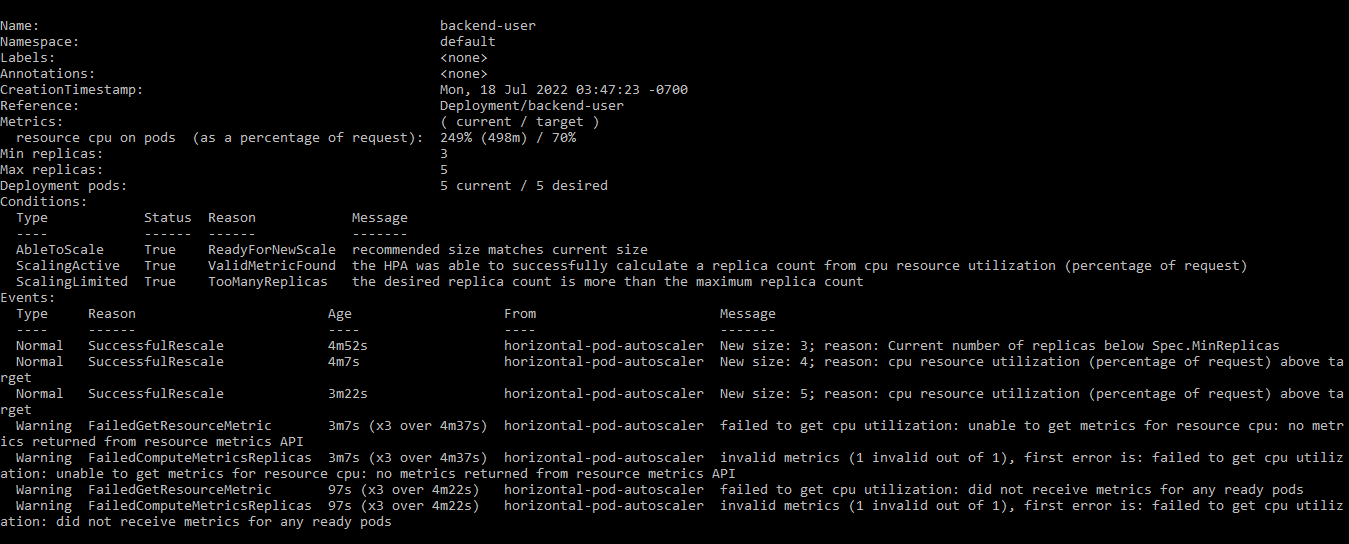 Name:                                                  backend-user
Namespace:                                             default
Labels:                                                <none>
Annotations:                                           <none>
CreationTimestamp:                                     Mon, 18 Jul 2022 03:47:23 -0700
Reference:                                             Deployment/backend-user
Metrics:                                               ( current / target )
  resource cpu on pods  (as a percentage of request):  249% (498m) / 70%
Min replicas:                                          3
Max replicas:                                          5
Deployment pods:                                       5 current / 5 desired
Conditions:
  Type            Status  Reason            Message
  ----            ------  ------            -------
  AbleToScale     True    ReadyForNewScale  recommended size matches current size
  ScalingActive   True    ValidMetricFound  the HPA was able to successfully calculate a replica count from cpu resource utilization (percentage of request)
  ScalingLimited  True    TooManyReplicas   the desired replica count is more than the maximum replica count
Events:
  Type     Reason                        Age                   From                       Message
  ----     ------                        ----                  ----                       -------
  Normal   SuccessfulRescale             4m52s                 horizontal-pod-autoscaler  New size: 3; reason: Current number of replicas below Spec.MinReplicas
  Normal   SuccessfulRescale             4m7s                  horizontal-pod-autoscaler  New size: 4; reason: cpu resource utilization (percentage of request) above ta
rget
  Normal   SuccessfulRescale             3m22s                 horizontal-pod-autoscaler  New size: 5; reason: cpu resource utilization (percentage of request) above ta
rget
  Warning  FailedGetResourceMetric       3m7s (x3 over 4m37s)  horizontal-pod-autoscaler  failed to get cpu utilization: unable to get metrics for resource cpu: no metr
ics returned from resource metrics API
  Warning  FailedComputeMetricsReplicas  3m7s (x3 over 4m37s)  horizontal-pod-autoscaler  invalid metrics (1 invalid out of 1), first error is: failed to get cpu utiliz
ation: unable to get metrics for resource cpu: no metrics returned from resource metrics API
  Warning  FailedGetResourceMetric       97s (x3 over 4m22s)   horizontal-pod-autoscaler  failed to get cpu utilization: did not receive metrics for any ready pods
  Warning  FailedComputeMetricsReplicas  97s (x3 over 4m22s)   horizontal-pod-autoscaler  invalid metrics (1 invalid out of 1), first error is: failed to get cpu utiliz
ation: did not receive metrics for any ready pods